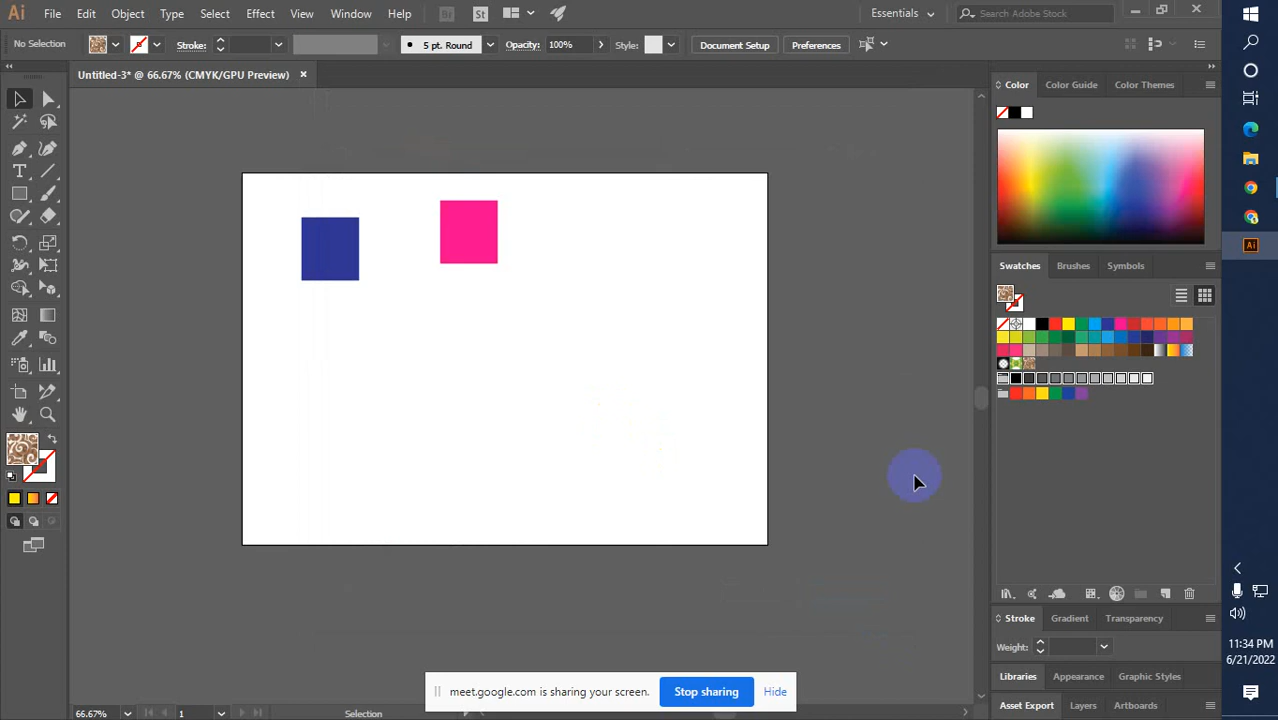 Ai File Edit Object Type Select Effect View Window Help Br St Essentials Search Adobe Stock
No Selection Stroke: 5 pt. Round Opacity: 100% Style: Document Setup Preferences
Untitled-3* @ 66.67% (CMYK/GPU Preview)
Color Color Guide Color Themes
Swatches Brushes Symbols
Stroke Gradient Transparency
Weight:
Libraries Appearance Graphic Styles
Asset Export Layers Artboards
meet.google.com is sharing your screen. Stop sharing Hide
66.67% 1 Selection
Ai
11:34 PM
6/21/2022